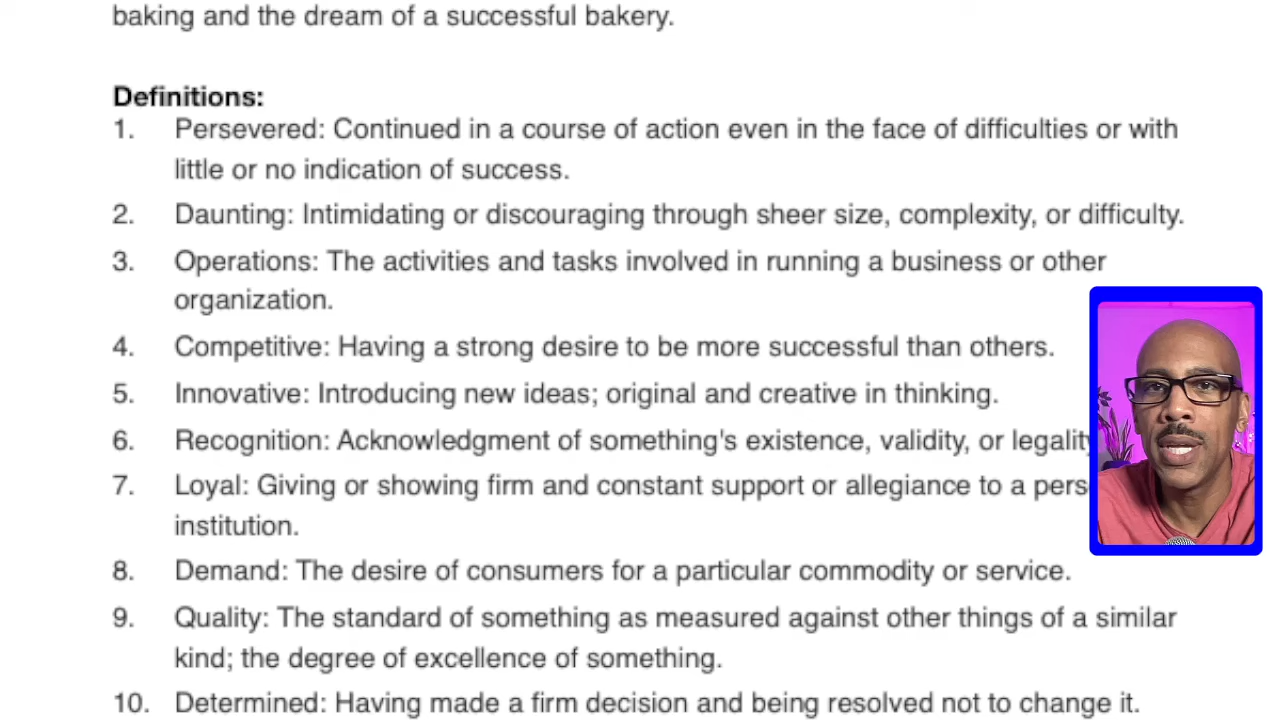 baking and the dream of a successful bakery.
Definitions:
1. Persevered: Continued in a course of action even in the face of difficulties or with
little or no indication of success.
2. Daunting: Intimidating or discouraging through sheer size, complexity, or difficulty.
3. Operations: The activities and tasks involved in running a business or other
organization.
4. Competitive: Having a strong desire to be more successful than others.
5. Innovative: Introducing new ideas; original and creative in thinking.
6. Recognition: Acknowledgment of something's existence, validity, or
7. Loyal: Giving or showing firm and constant support or allegiance to a
institution.
8. Demand: The desire of consumers for a particular commodity or service.
9. Quality: The standard of something as measured against other things of a similar
kind; the degree of excellence of something.
10. Determined: Having made a firm decision and being resolved not to change it.